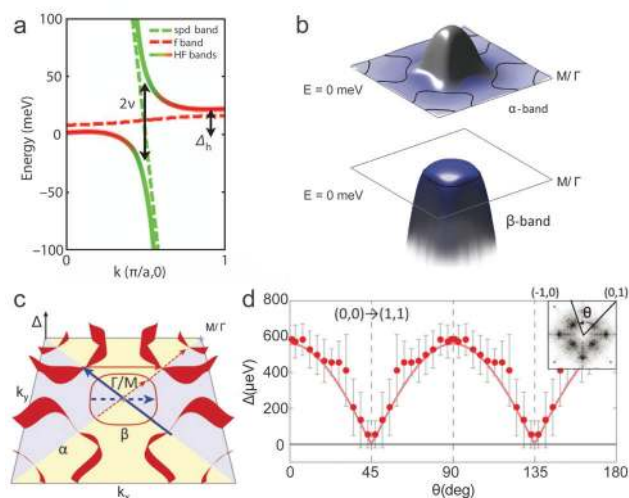 a
100
50
0
−50
−100
Energy (meV)
0
1
k (π/a,0)
spd band
f band
HF bands
2ν
Δh
b
E = 0 meV
M/Γ
α-band
E = 0 meV
M/Γ
β-band
c
Δ
M/Γ
ky
Γ/M
β
α
kx
d
800
600
400
200
0
Δ(μeV)
(0,0)→(1,1)
(-1,0)
(0,1)
θ
0
45
90
135
180
θ(deg)